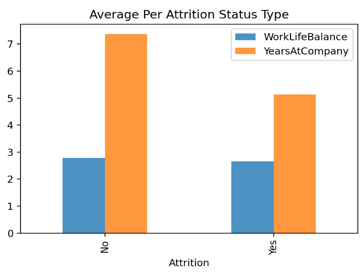 Average Per Attrition Status Type
WorkLifeBalance
YearsAtCompany
7
6
5
4
3
2
1
0
No
Yes
Attrition